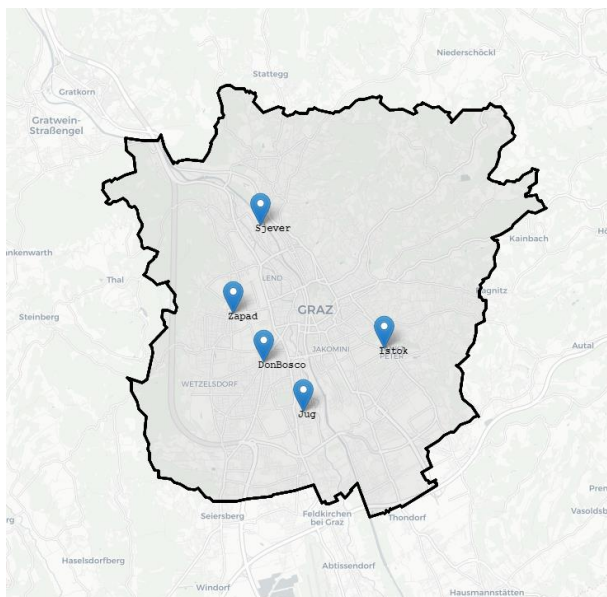 Niederschöckl
Stattegg
Gratkorn
Gratwein-
Straßengel
Sjever
Kainbach
LEND
Thal
Zapad
GRAZ
Steinberg
Istok
JAKOMINI
PETER
Autal
DonBosco
WETZELSDORF
Jug
Seiersberg
Feldkirchen
bei Graz
Thondorf
Haselsdorfberg
Abtissendorf
Windorf
Hausmannstätten